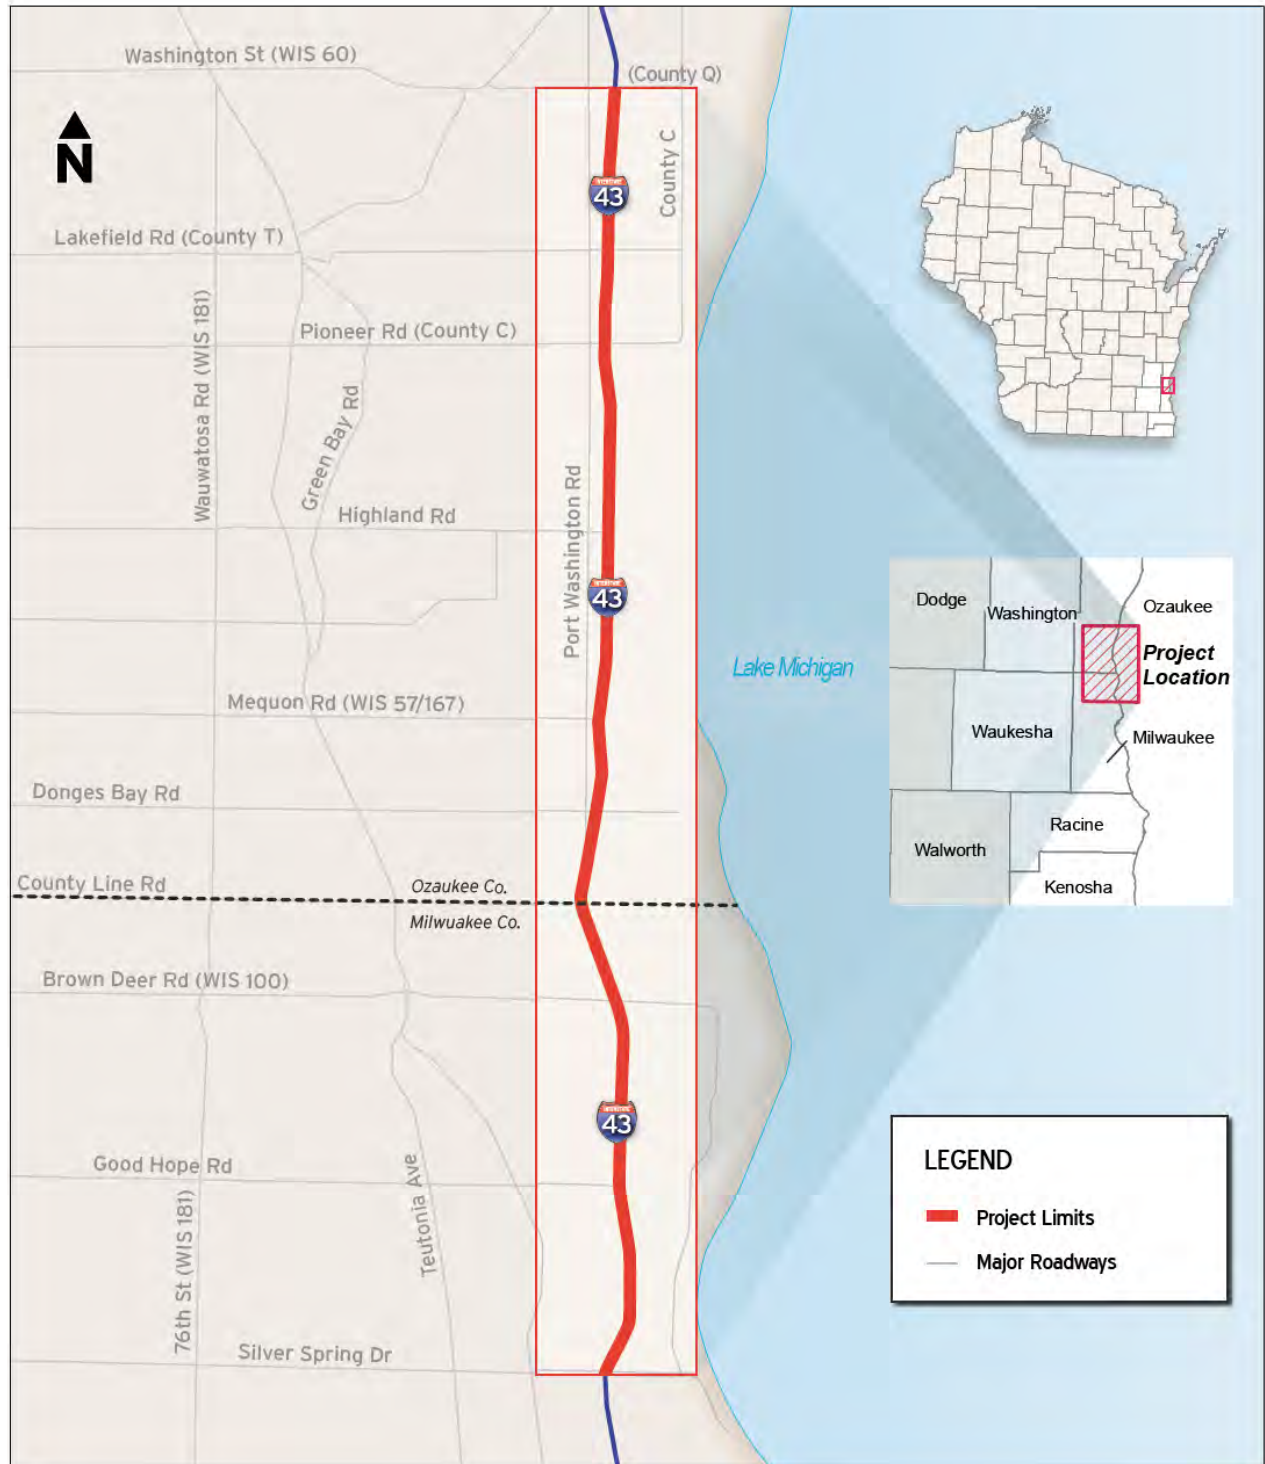 Washington St (WIS 60)
(County Q)
N
County C
INTERSTATE
43
Lakefield Rd (County T)
Wauwatosa Rd (WIS 181)
Pioneer Rd (County C)
Green Bay Rd
Highland Rd
Port Washington Rd
INTERSTATE
43
Dodge
Washington
Ozaukee
Project
Location
Lake Michigan
Mequon Rd (WIS 57/167)
Waukesha
Milwaukee
Donges Bay Rd
Racine
Walworth
Kenosha
County Line Rd
Ozaukee Co.
Milwuakee Co.
Brown Deer Rd (WIS 100)
INTERSTATE
43
Good Hope Rd
Teutonia Ave
76th St (WIS 181)
Silver Spring Dr
LEGEND
Project Limits
Major Roadways